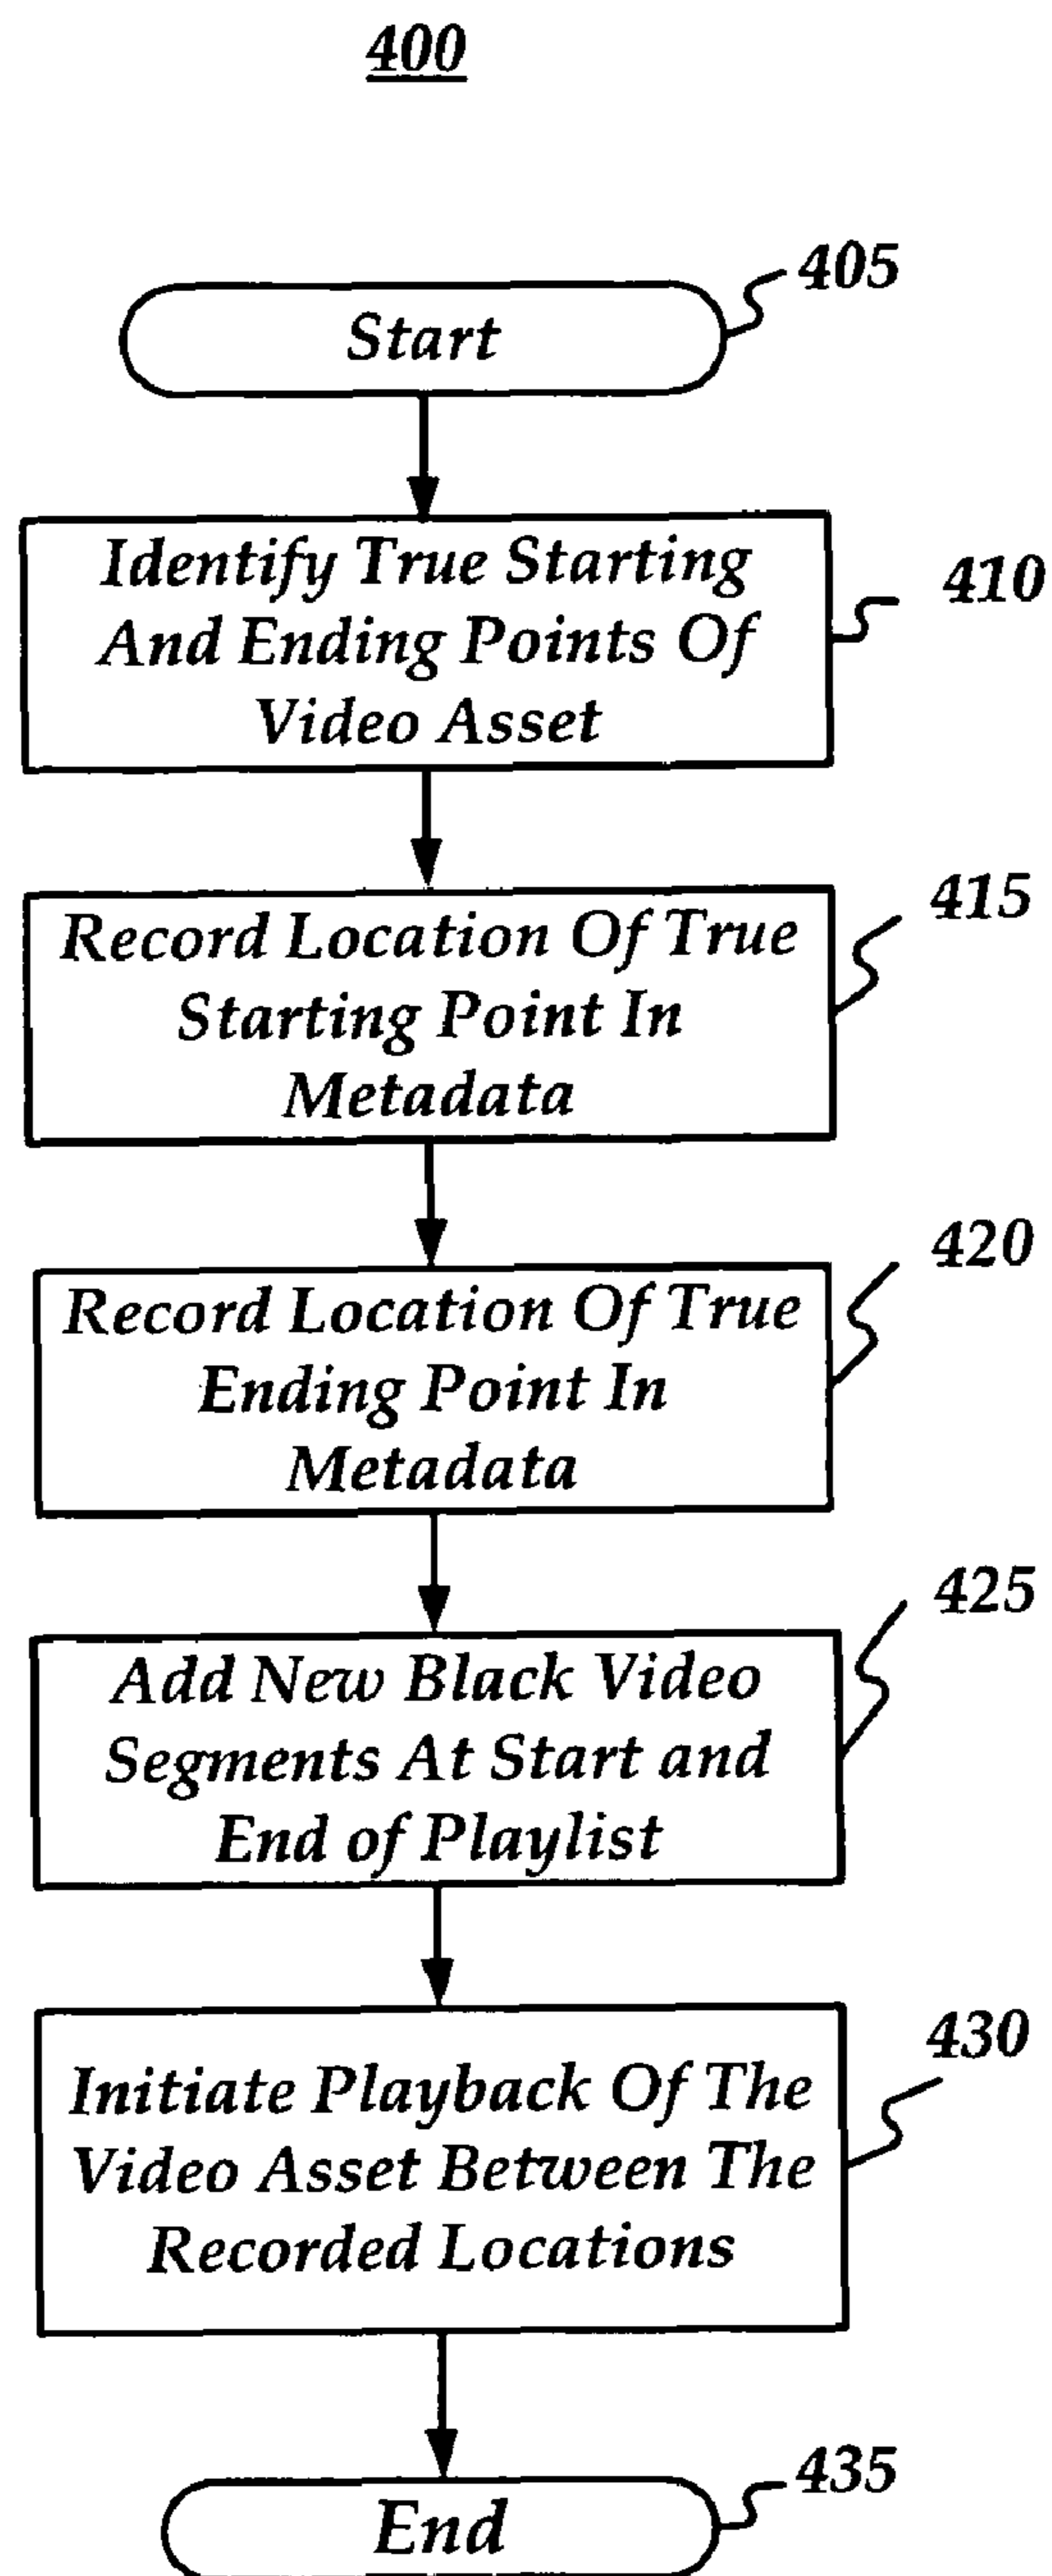 400
405
Start
Identify True Starting
And Ending Points Of
Video Asset
410
Record Location Of True
Starting Point In
Metadata
415
Record Location Of True
Ending Point In
Metadata
420
Add New Black Video
Segments At Start and
End of Playlist
425
Initiate Playback Of The
Video Asset Between The
Recorded Locations
430
End
435